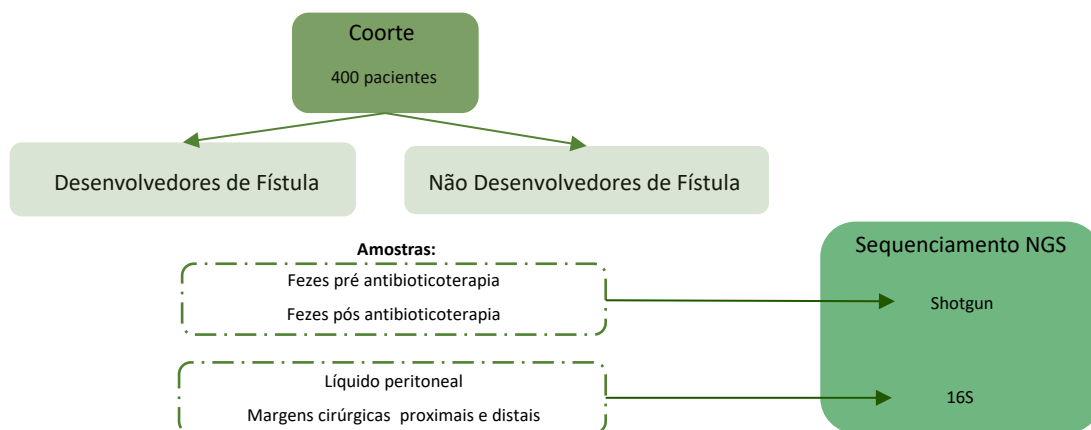 Coorte
400 pacientes
Desenvolvedores de Fístula
Não Desenvolvedores de Fístula
Amostras:
Fezes pré antibioticoterapia
Fezes pós antibioticoterapia
Sequenciamento NGS
Shotgun
Líquido peritoneal
Margens cirúrgicas proximais e distais
16S